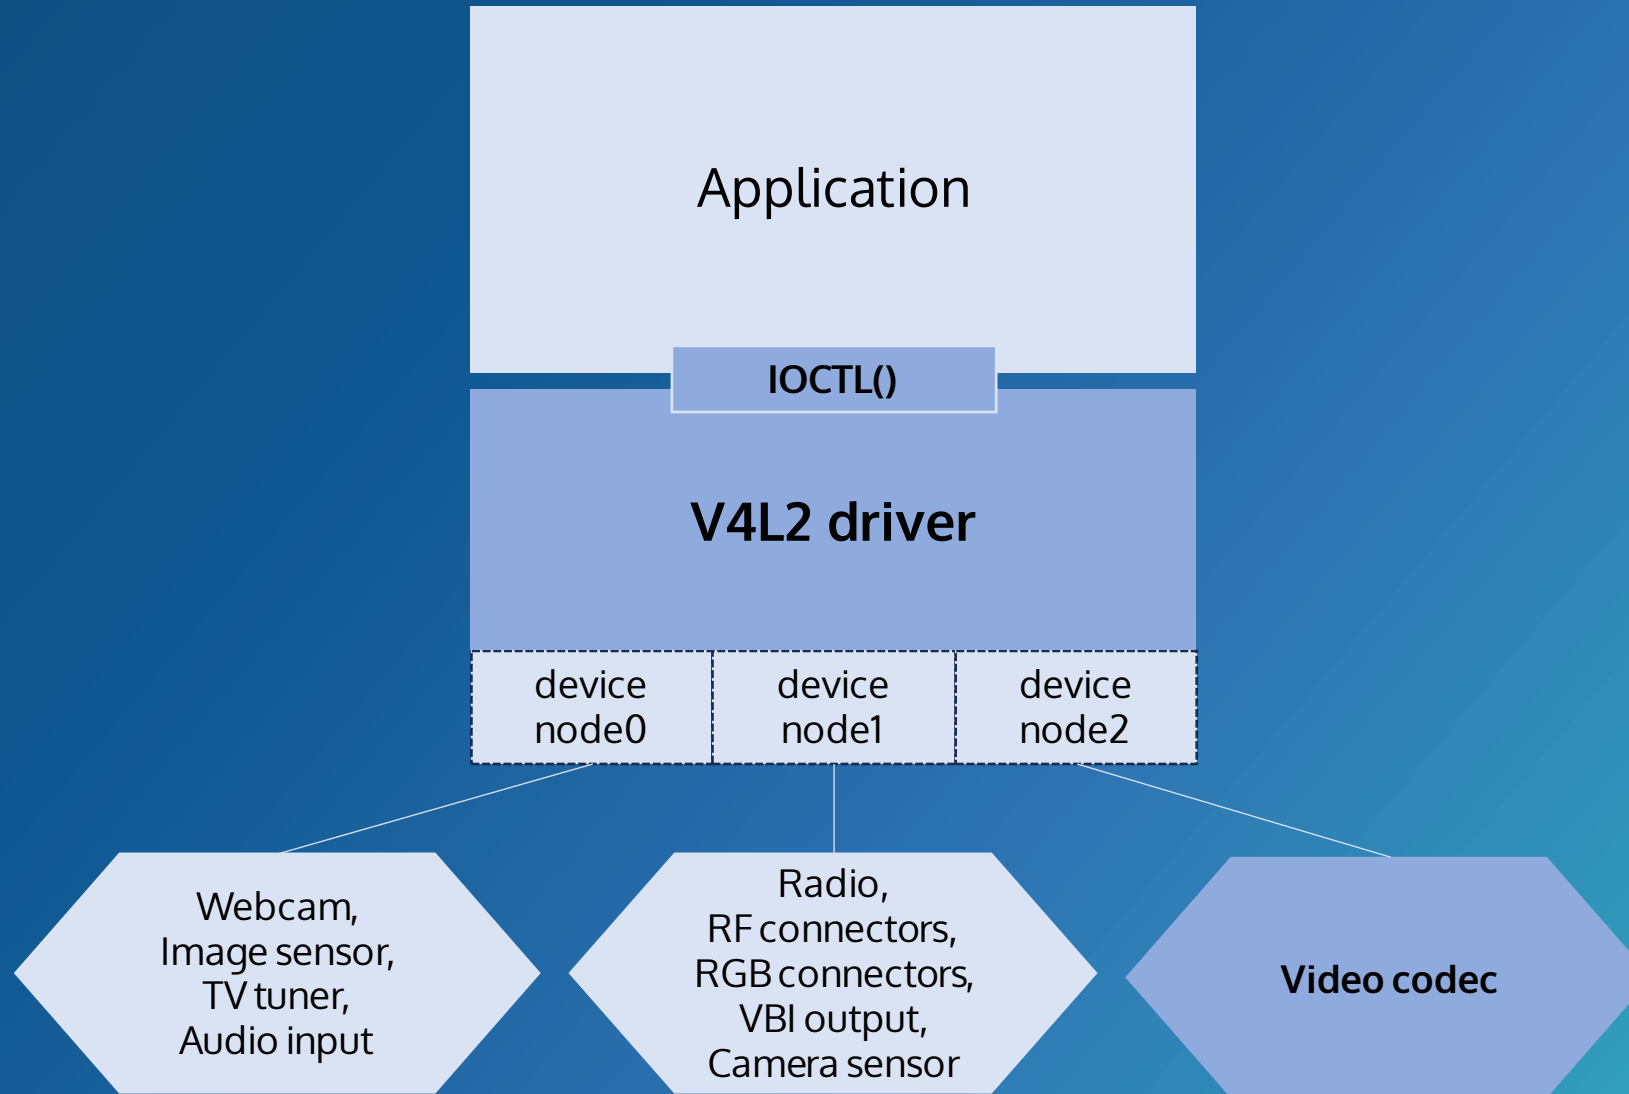 Application
IOCTL()
V4L2 driver
device
node0
device
node1
device
node2
Webcam,
Image sensor,
TV tuner,
Audio input
Radio,
RF connectors,
RGB connectors,
VBI output,
Camera sensor
Video codec